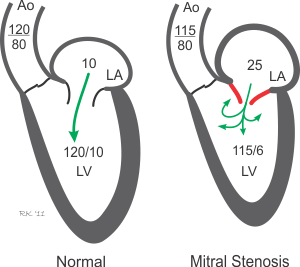 Ao
120
80
10
LA
120/10
LV
RK '11
Normal
Ao
115
80
25
LA
115/6
LV
Mitral Stenosis